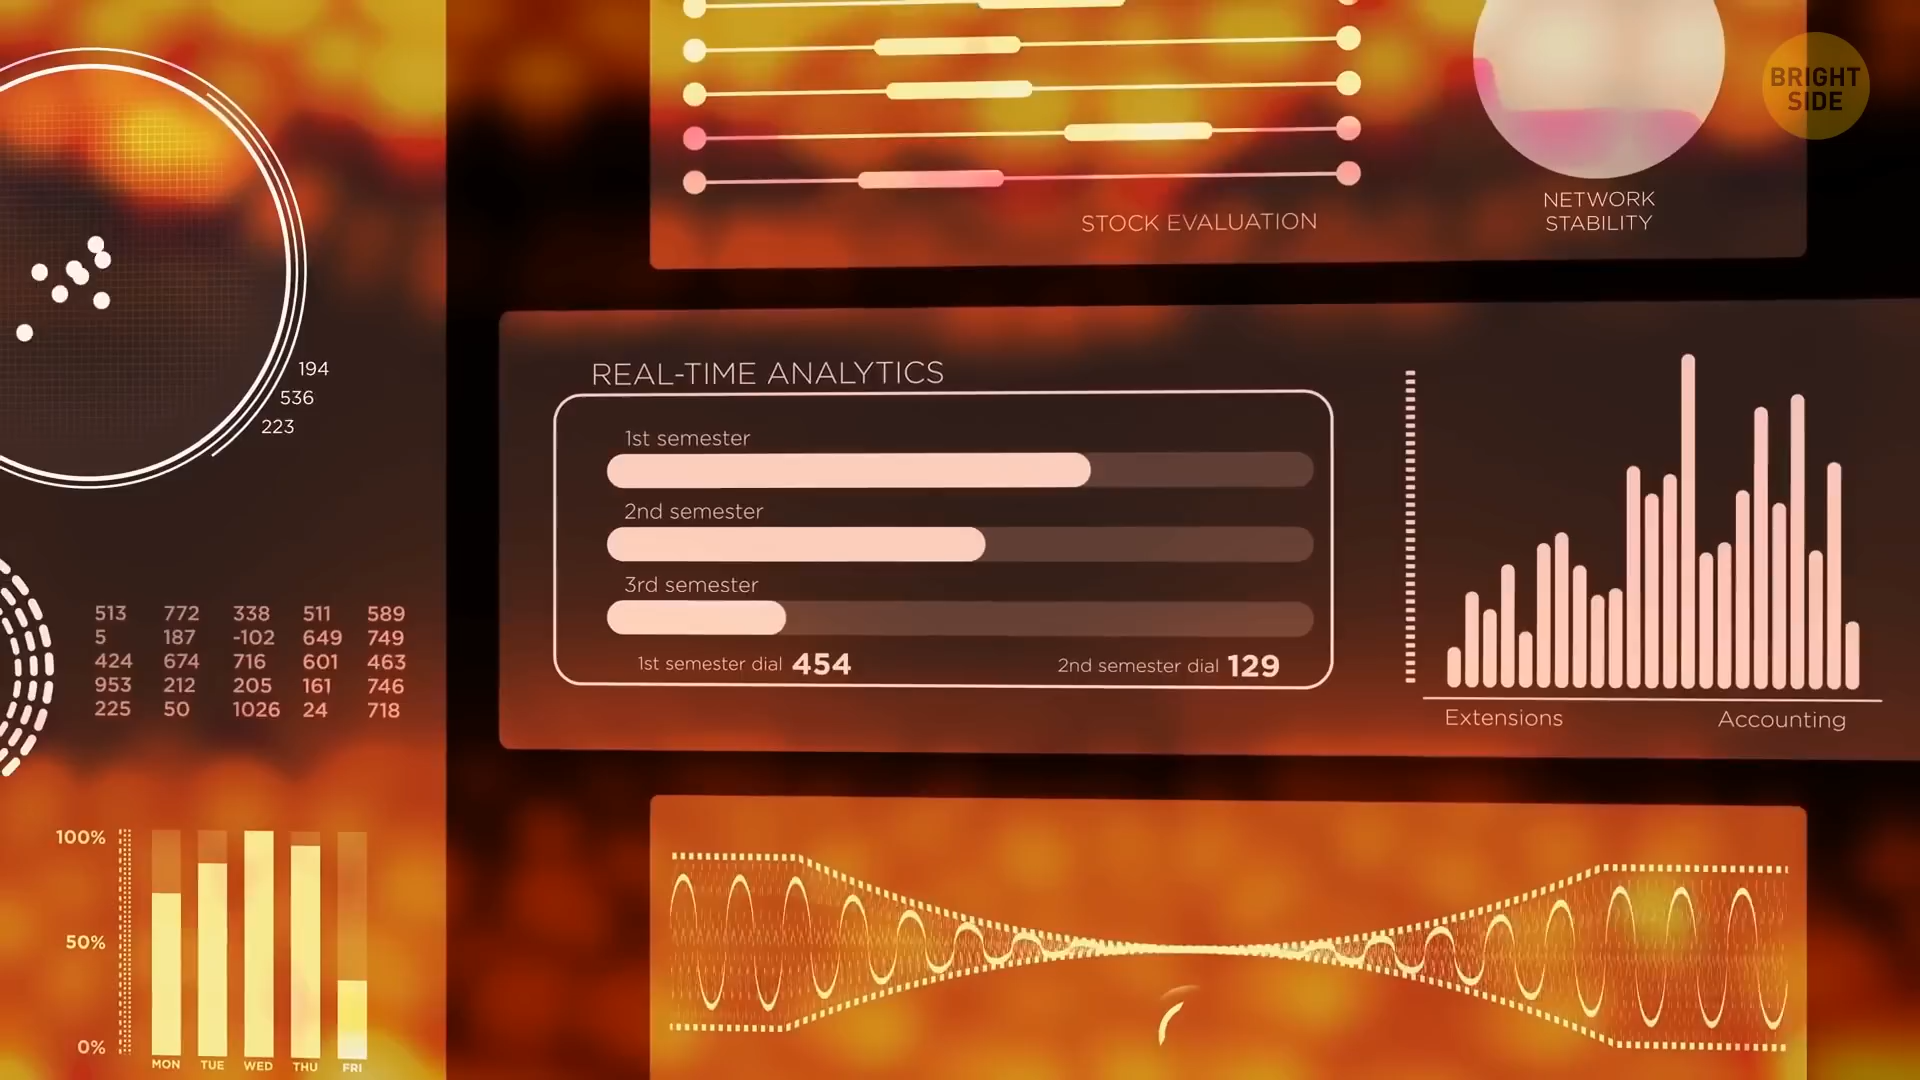 BRIGHT
SIDE
NETWORK
STABILITY
STOCK EVALUATION
194
536
223
REAL-TIME ANALYTICS
1st semester
2nd semester
3rd semester
1st semester dial 454
2nd semester dial 129
Extensions
Accounting
513 772 338 511 589
5 187 -102 649 749
424 674 716 601 463
953 212 205 161 746
225 50 1026 24 718
100%
50%
0%
MON TUE WED THU FRI